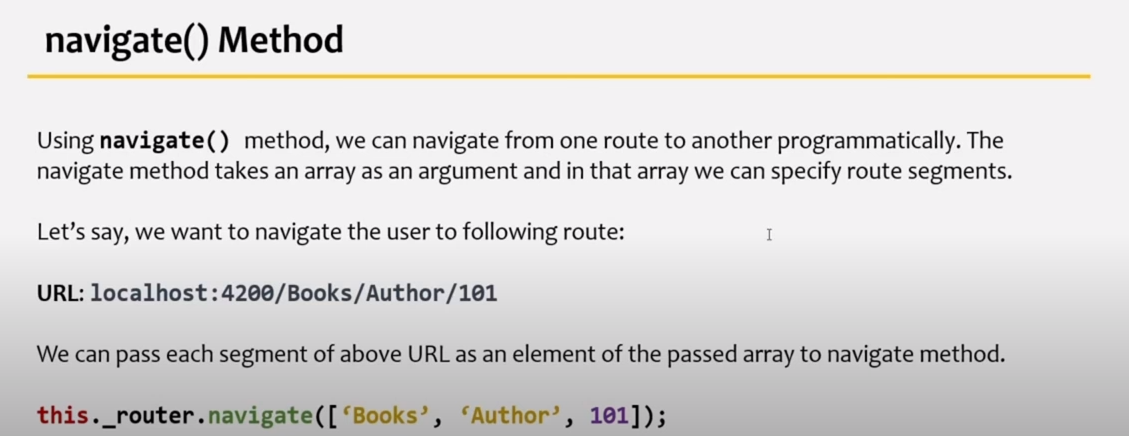 navigate() Method
Using navigate() method, we can navigate from one route to another programmatically. The
navigate method takes an array as an argument and in that array we can specify route segments.
Let’s say, we want to navigate the user to following route:
URL: localhost:4200/Books/Author/101
We can pass each segment of above URL as an element of the passed array to navigate method.
this._router.navigate([‘Books’, ‘Author’, 101]);